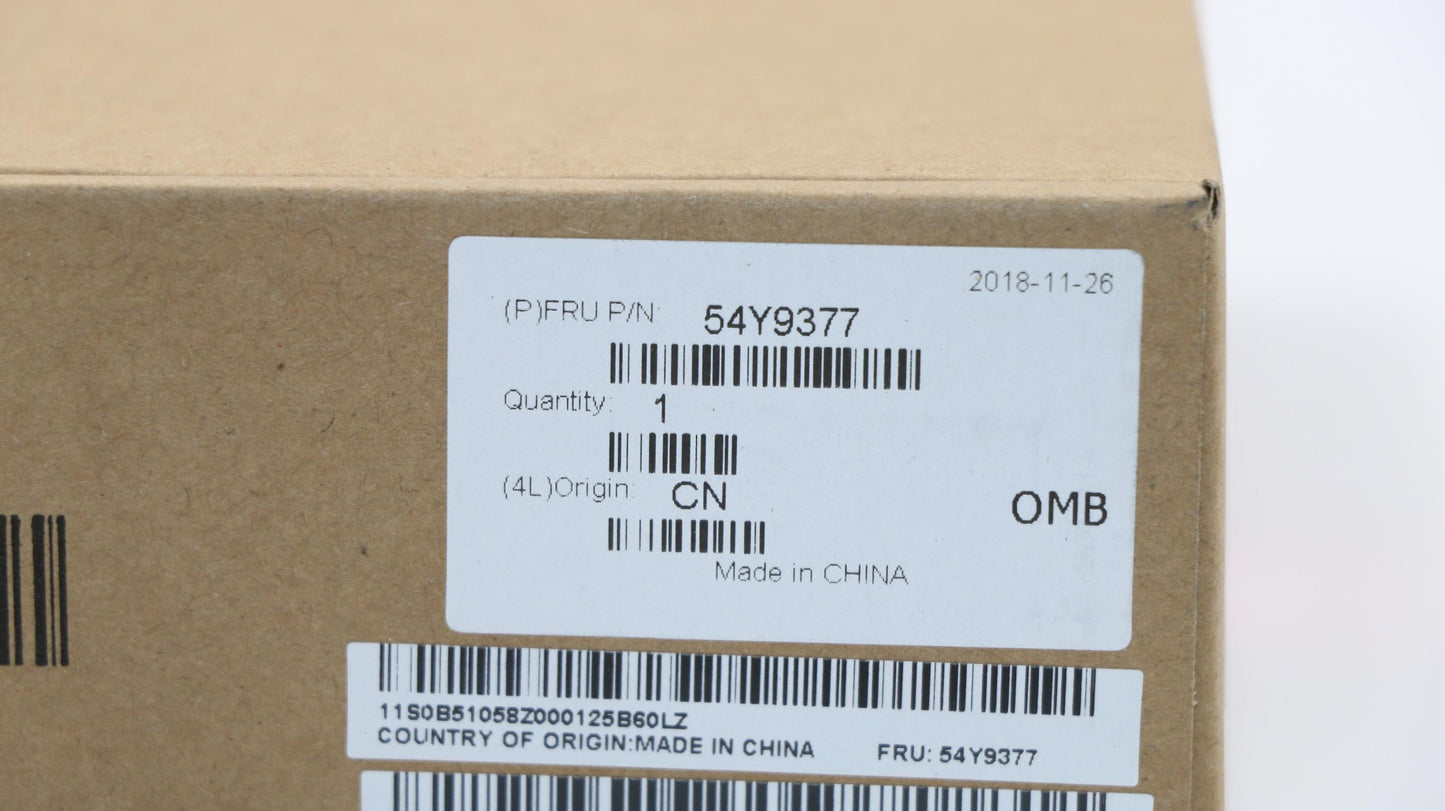 2018-11-26
(P)FRU P/N: 54Y9377
Quantity: 1
(4L)Origin: CN
OMB
Made in CHINA
11S0B51058Z000125B60LZ
COUNTRY OF ORIGIN:MADE IN CHINA FRU: 54Y9377